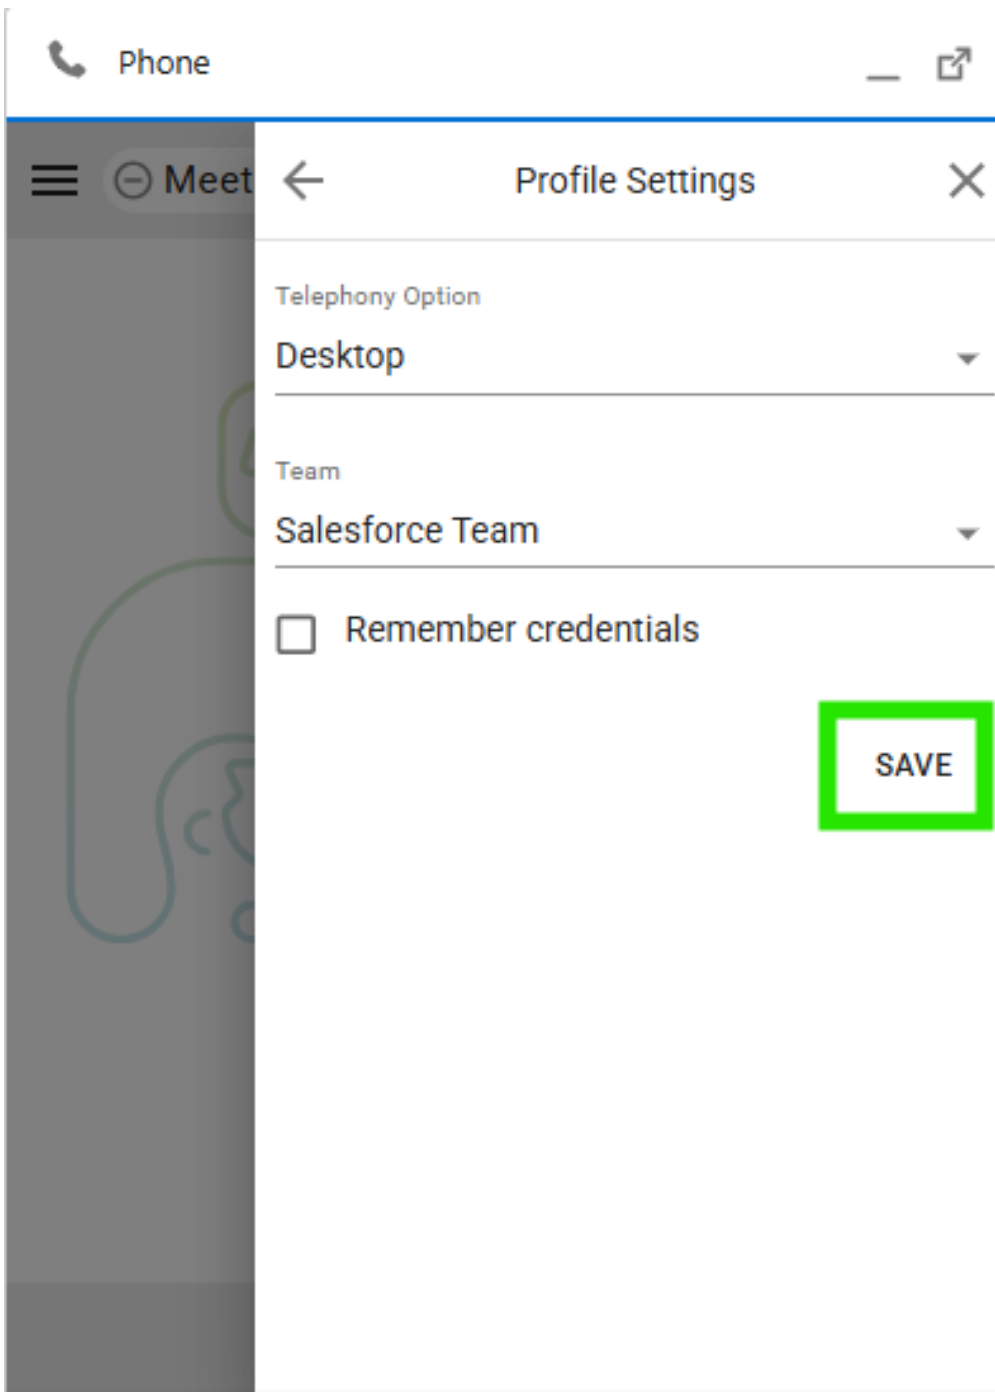 Phone
Meet
Profile Settings
Telephony Option
Desktop
Team
Salesforce Team
Remember credentials
SAVE